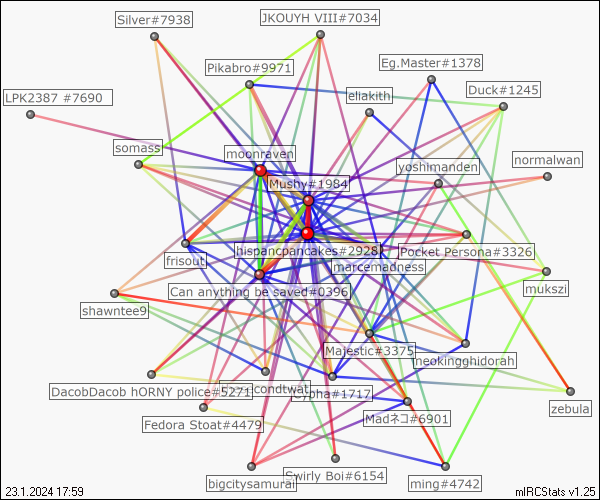 Silver#7938
JKOUYH VIII#7034
Eg.Master#1378
Pikabro#9971
Duck#1245
eliakith
LPK2387 #7690
somass
moonraven
normalwan
yoshimanden
Mushy#1984
hispancpancakes#2928
Pocket Persona#3326
frisout
marcemadness
mukszi
Can anything be saved#0396
shawntee9
Majestic#3375
theokingghidorah
DacobDacob hORNY police#5271
condtwat
Cypha#1717
zebula
Fedora Stoat#4479
Madネコ#6901
bigcitysamurai
Swirly Boi#6154
ming#4742
23.1.2024 17:59
mIRCStats v1.25